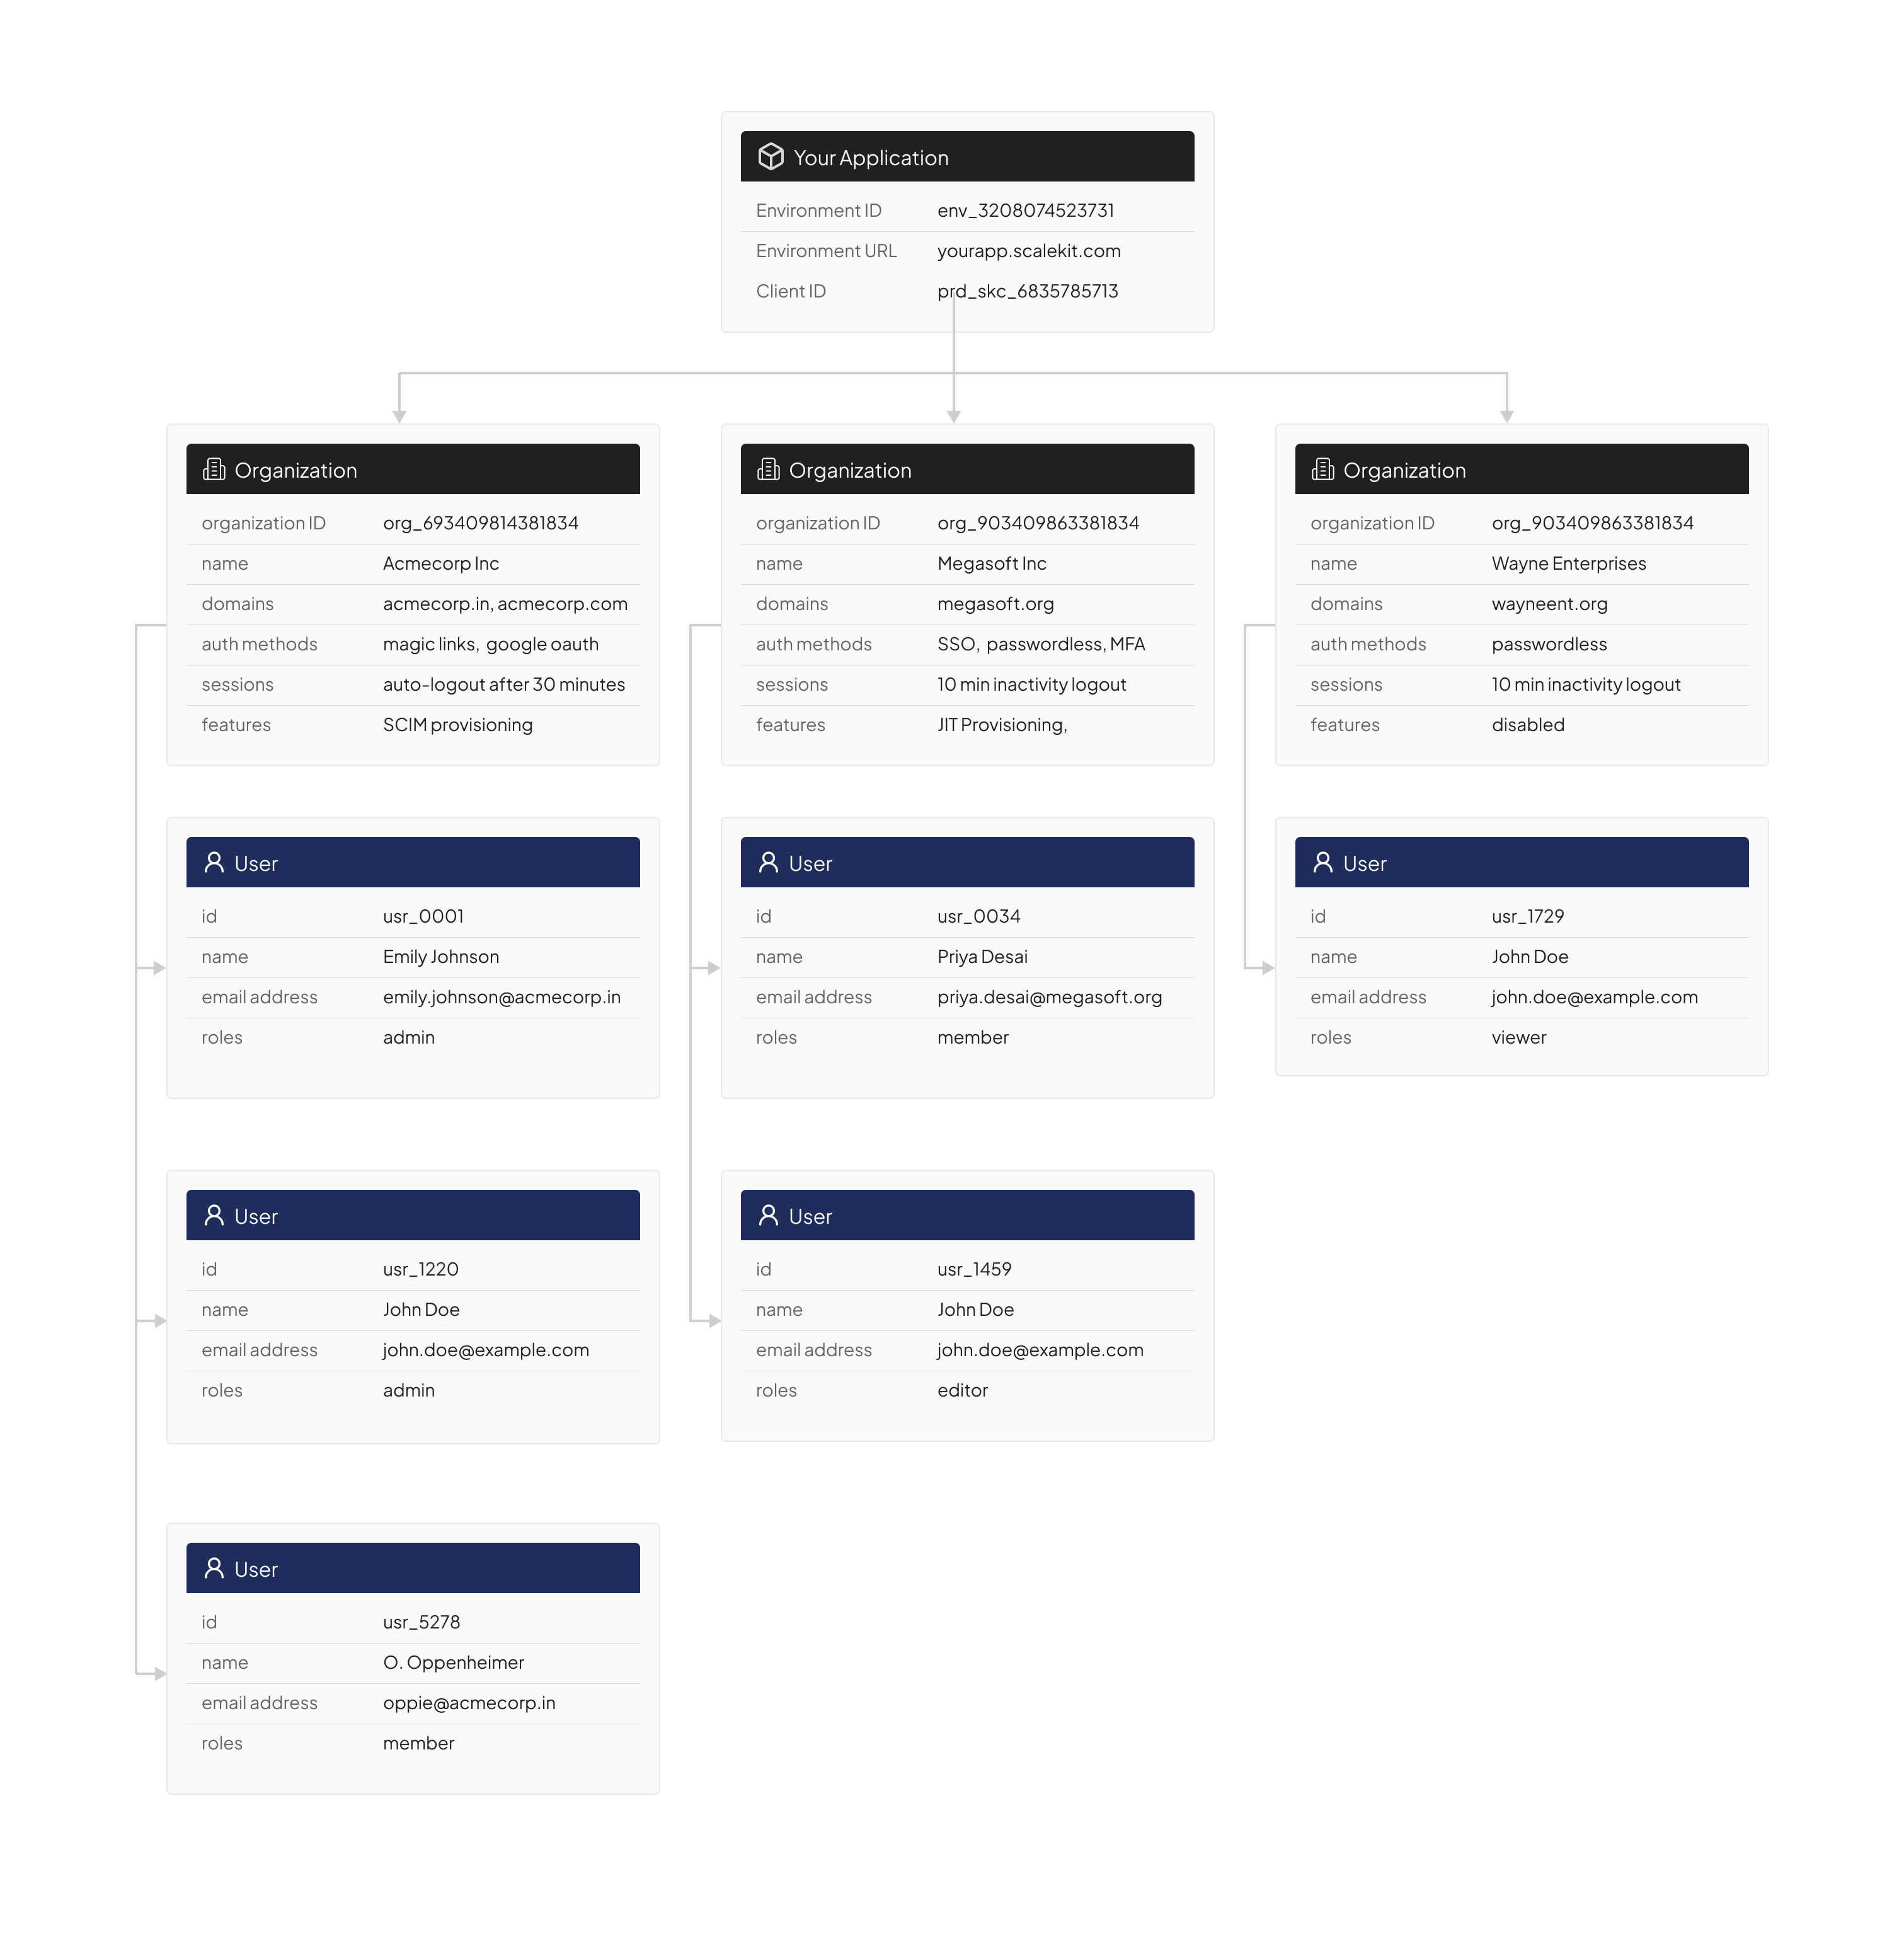 Your Application
Environment ID env_3208074523731
Environment URL yourapp.scalekit.com
Client ID prd_skc_6835785713
Organization
organization ID org_693409814381834
name Acmecorp Inc
domains acmecorp.in, acmecorp.com
auth methods magic links, google oauth
sessions auto-logout after 30 minutes
features SCIM provisioning
Organization
organization ID org_903409863381834
name Megasoft Inc
domains megasoft.org
auth methods SSO, passwordless, MFA
sessions 10 min inactivity logout
features JIT Provisioning,
Organization
organization ID org_903409863381834
name Wayne Enterprises
domains wayneent.org
auth methods passwordless
sessions 10 min inactivity logout
features disabled
User
id usr_0001
name Emily Johnson
email address emily.johnson@acmecorp.in
roles admin
User
id usr_0034
name Priya Desai
email address priya.desai@megasoft.org
roles member
User
id usr_1729
name John Doe
email address john.doe@example.com
roles viewer
User
id usr_1220
name John Doe
email address john.doe@example.com
roles admin
User
id usr_1459
name John Doe
email address john.doe@example.com
roles editor
User
id usr_5278
name O. Oppenheimer
email address oppie@acmecorp.in
roles member